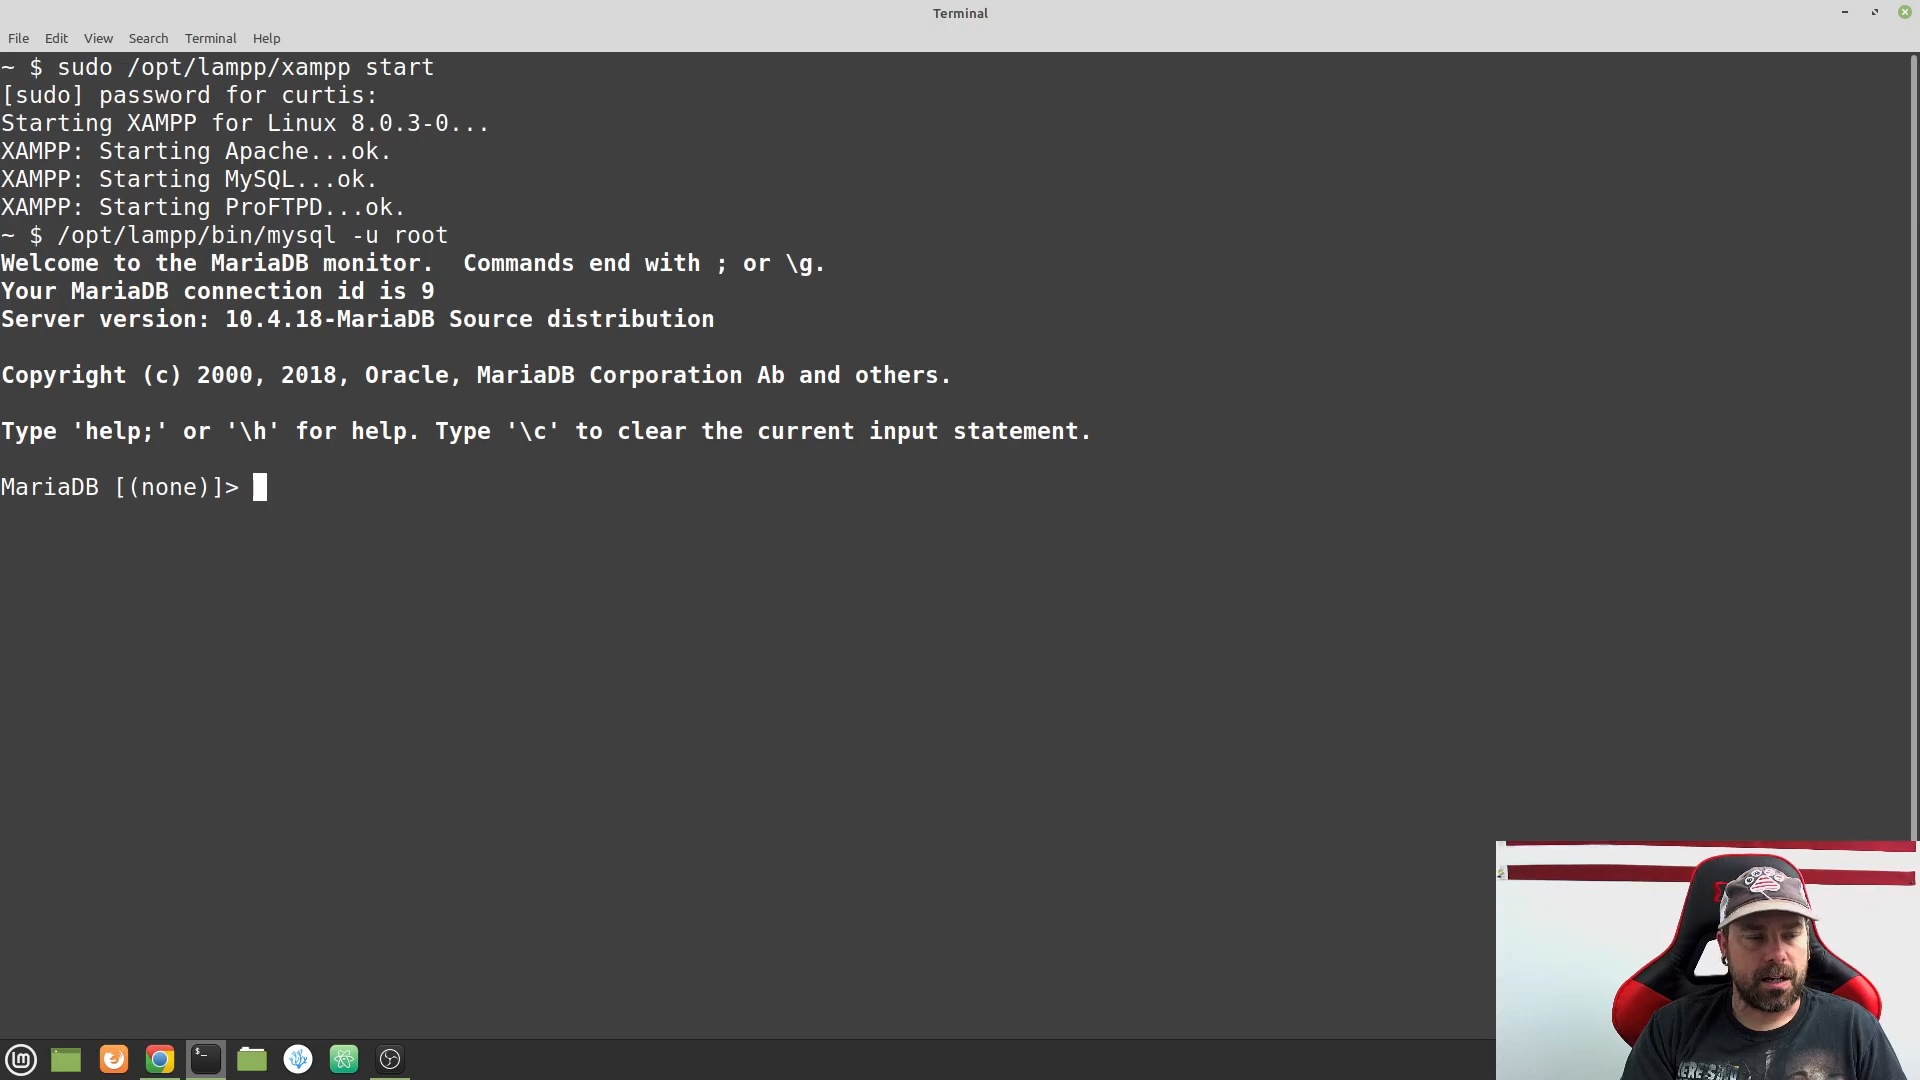 Terminal
File Edit View Search Terminal Help
~ $ sudo /opt/lampp/xampp start
[sudo] password for curtis:
Starting XAMPP for Linux 8.0.3-0...
XAMPP: Starting Apache...ok.
XAMPP: Starting MySQL...ok.
XAMPP: Starting ProFTPD...ok.
~ $ /opt/lampp/bin/mysql -u root
Welcome to the MariaDB monitor.  Commands end with ; or \g.
Your MariaDB connection id is 9
Server version: 10.4.18-MariaDB Source distribution
Copyright (c) 2000, 2018, Oracle, MariaDB Corporation Ab and others.
Type 'help;' or '\h' for help. Type '\c' to clear the current input statement.
MariaDB [(none)]>